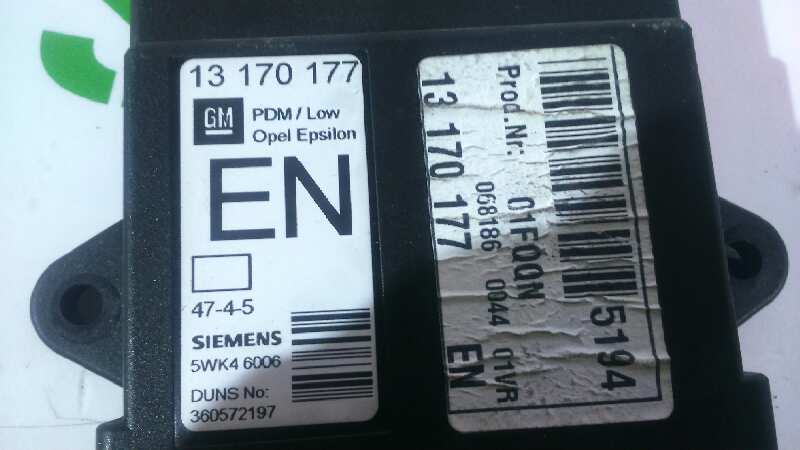 13 170 177
GM
PDM / Low
Opel Epsilon
EN
47-4-5
SIEMENS
5WK4 6006
DUNS No:
360572197
5194
Prod.Nr: 01F00N
068186 0044 01VR
13 170 177 EN